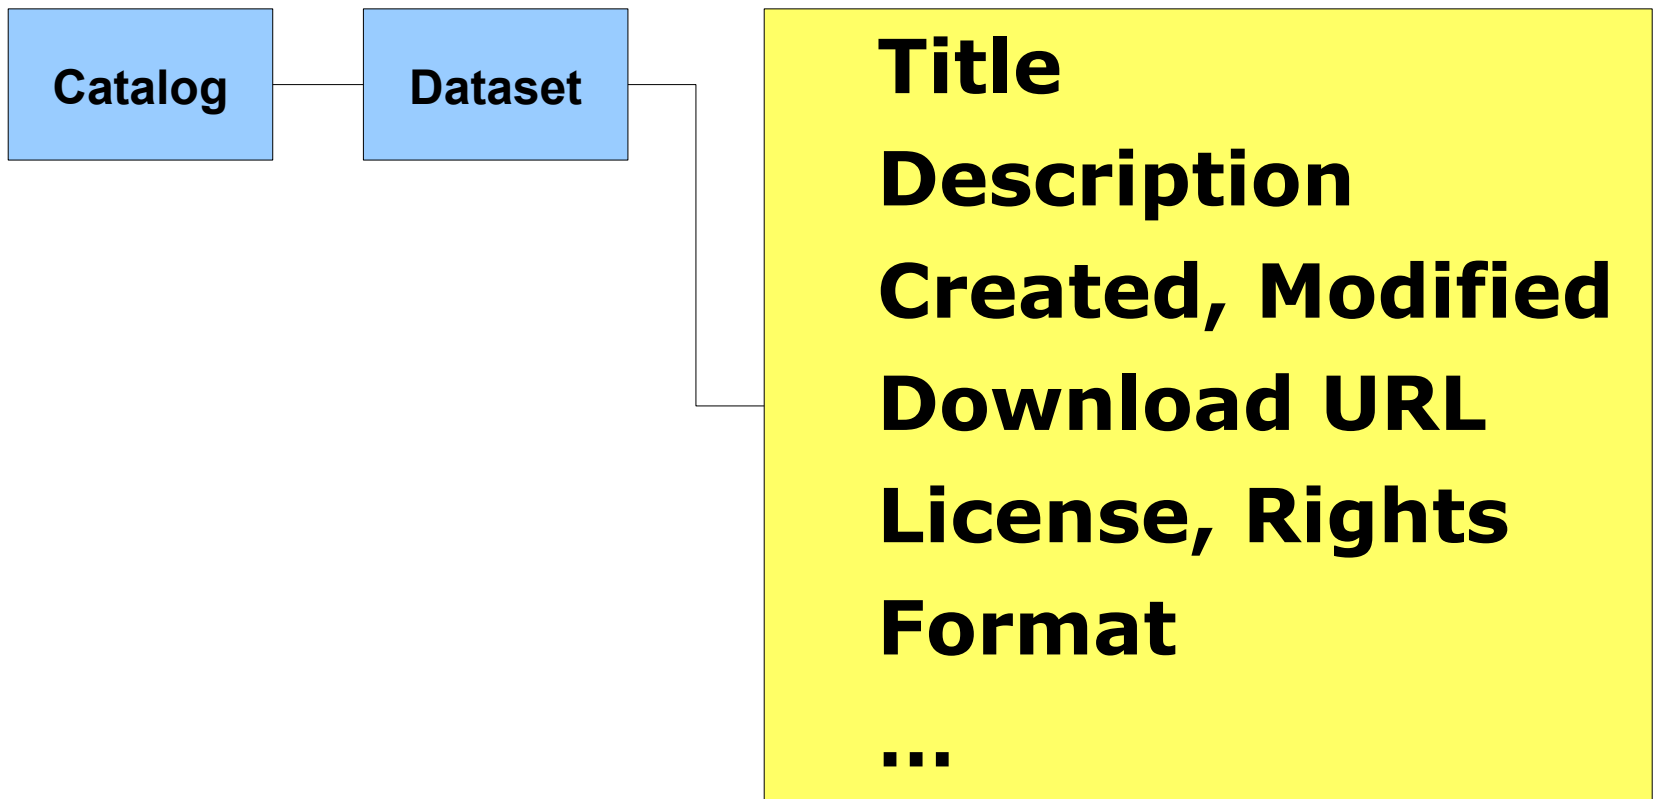 Catalog
Dataset
Title
Description
Created, Modified
Download URL
License, Rights
Format
...